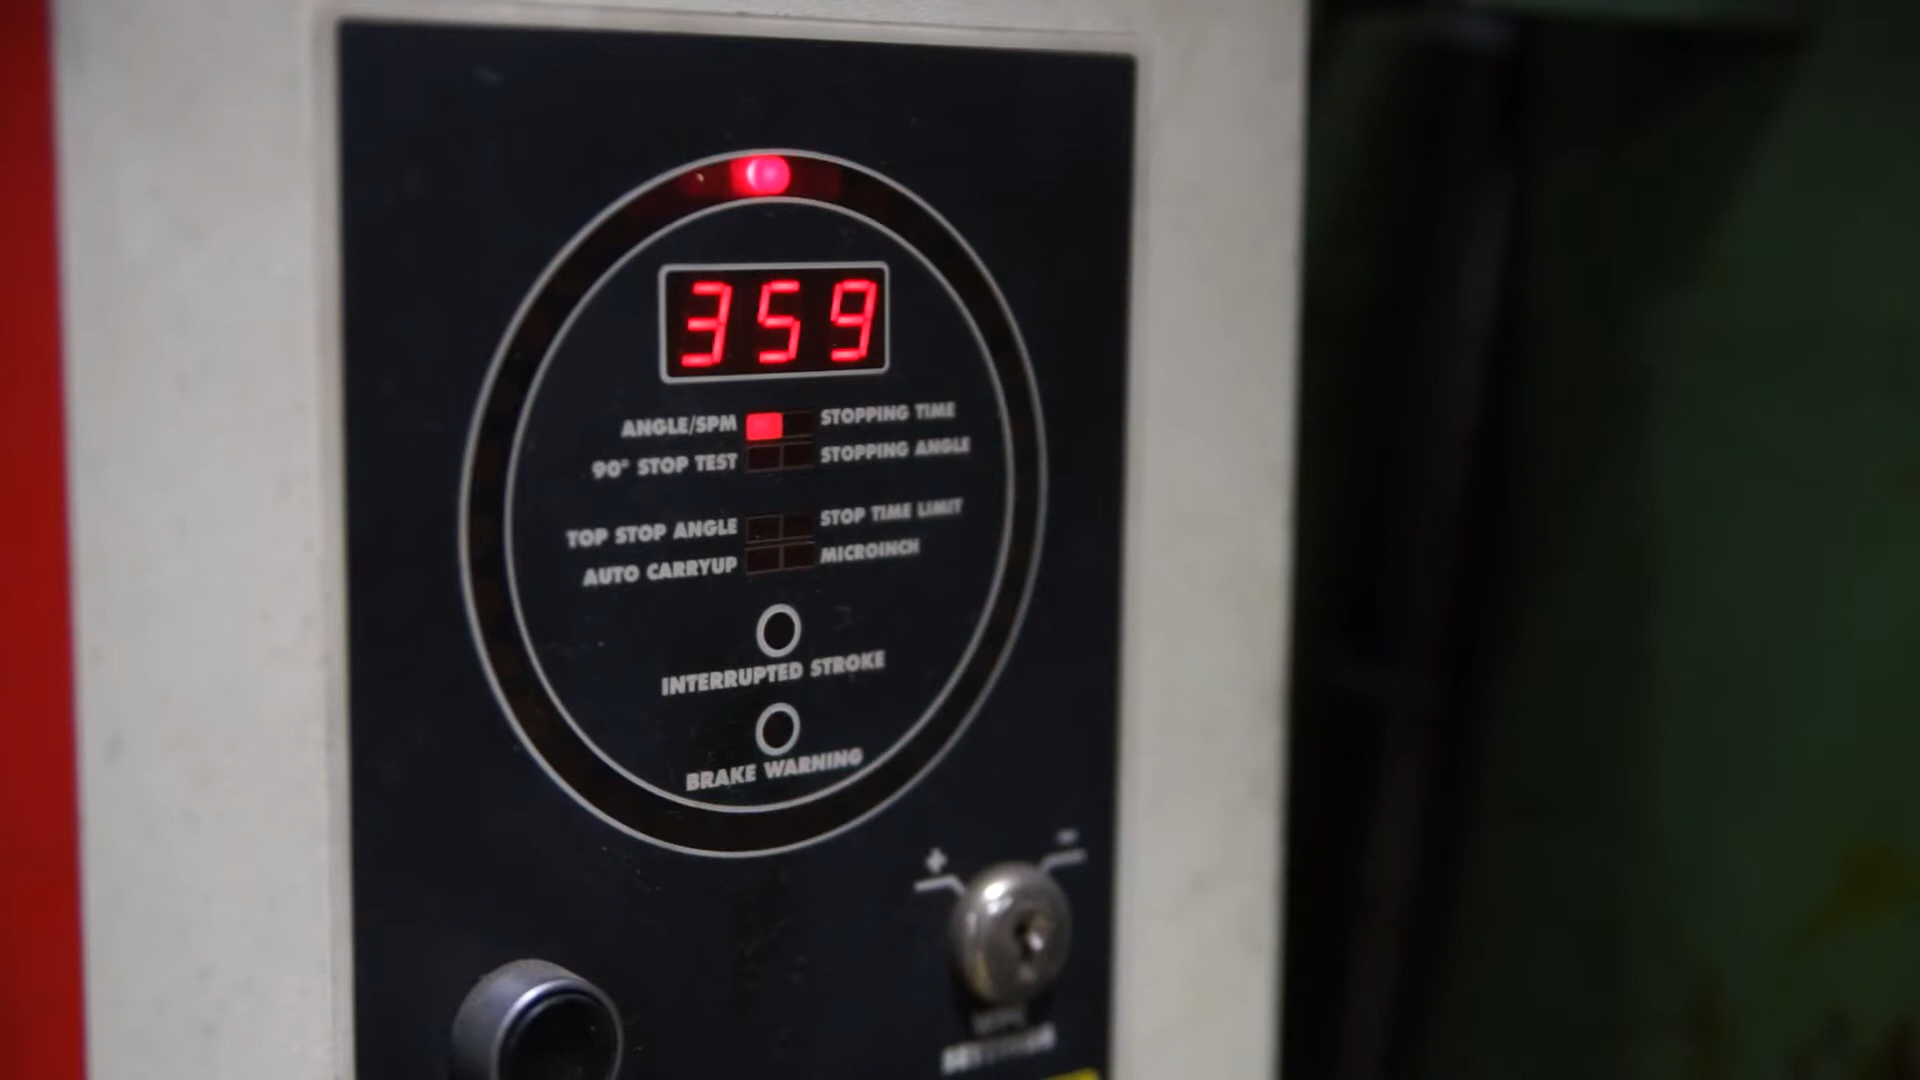 359
ANGLE/SPM STOPPING TIME
90° STOP TEST STOPPING ANGLE
TOP STOP ANGLE STOP TIME LIMIT
AUTO CARRYUP MICROINCH
INTERRUPTED STROKE
BRAKE WARNING
+ -